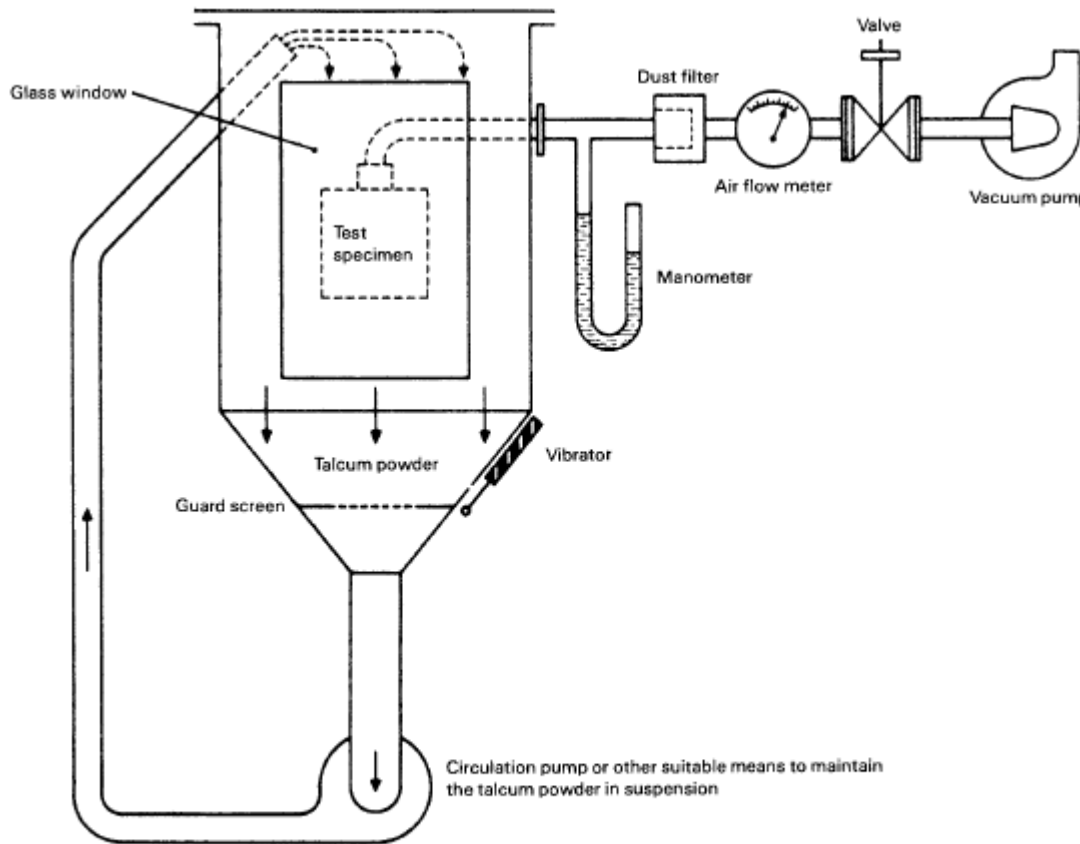 Valve
Dust filter
Glass window
Air flow meter
Vacuum pump
Test
specimen
Manometer
Talcum powder
Vibrator
Guard screen
Circulation pump or other suitable means to maintain
the talcum powder in suspension